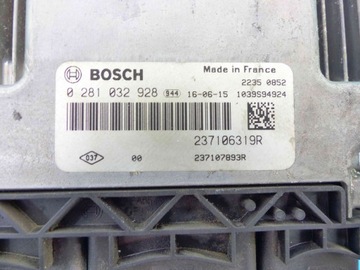 BOSCH
Made in France
2235 0852
0 281 032 928 944 16-06-15 1039S94924
237106319R
037 00 237107893R